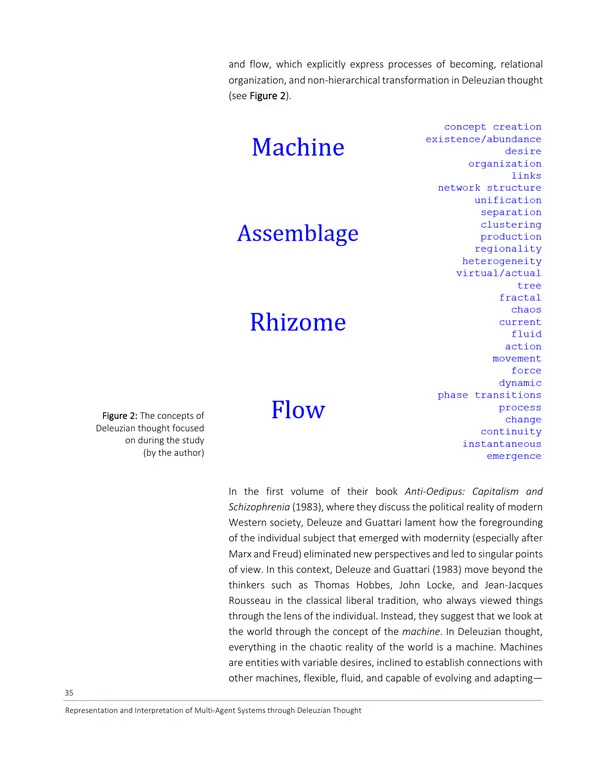 and flow, which explicitly express processes of becoming, relational
organization, and non-hierarchical transformation in Deleuzian thought
(see Figure 2).
Machine
Assemblage
Rhizome
Flow
concept creation
existence/abundance
desire
organization
links
network structure
unification
separation
clustering
production
regionality
heterogeneity
virtual/actual
tree
fractal
chaos
current
fluid
action
movement
force
dynamic
phase transitions
process
change
continuity
instantaneous
emergence
Figure 2: The concepts of
Deleuzian thought focused
on during the study
(by the author)
In the first volume of their book Anti-Oedipus: Capitalism and
Schizophrenia (1983), where they discuss the political reality of modern
Western society, Deleuze and Guattari lament how the foregrounding
of the individual subject that emerged with modernity (especially after
Marx and Freud) eliminated new perspectives and led to singular points
of view. In this context, Deleuze and Guattari (1983) move beyond the
thinkers such as Thomas Hobbes, John Locke, and Jean-Jacques
Rousseau in the classical liberal tradition, who always viewed things
through the lens of the individual. Instead, they suggest that we look at
the world through the concept of the machine. In Deleuzian thought,
everything in the chaotic reality of the world is a machine. Machines
are entities with variable desires, inclined to establish connections with
other machines, flexible, fluid, and capable of evolving and adapting—
35
Representation and Interpretation of Multi-Agent Systems through Deleuzian Thought